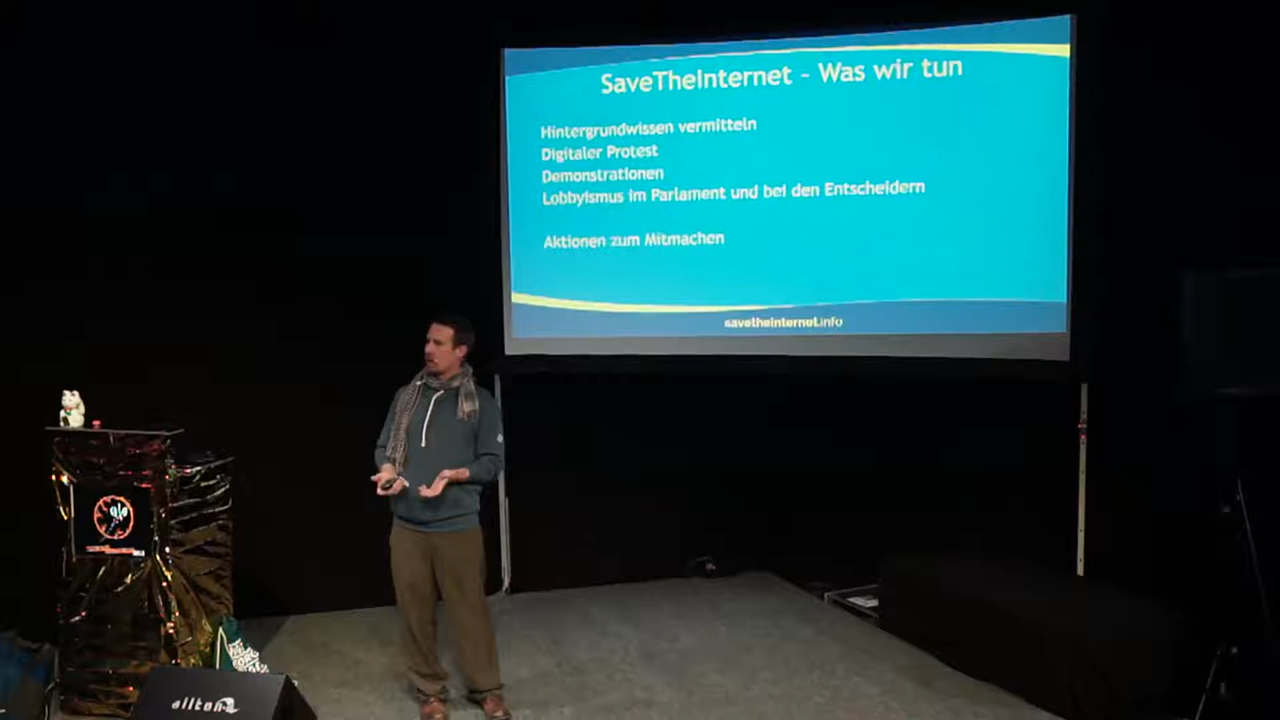 SaveTheInternet – Was wir tun
Hintergrundwissen vermitteln
Digitaler Protest
Demonstrationen
Lobbyismus im Parlament und bei den Entscheidern
Aktionen zum Mitmachen
savetheinternet.info